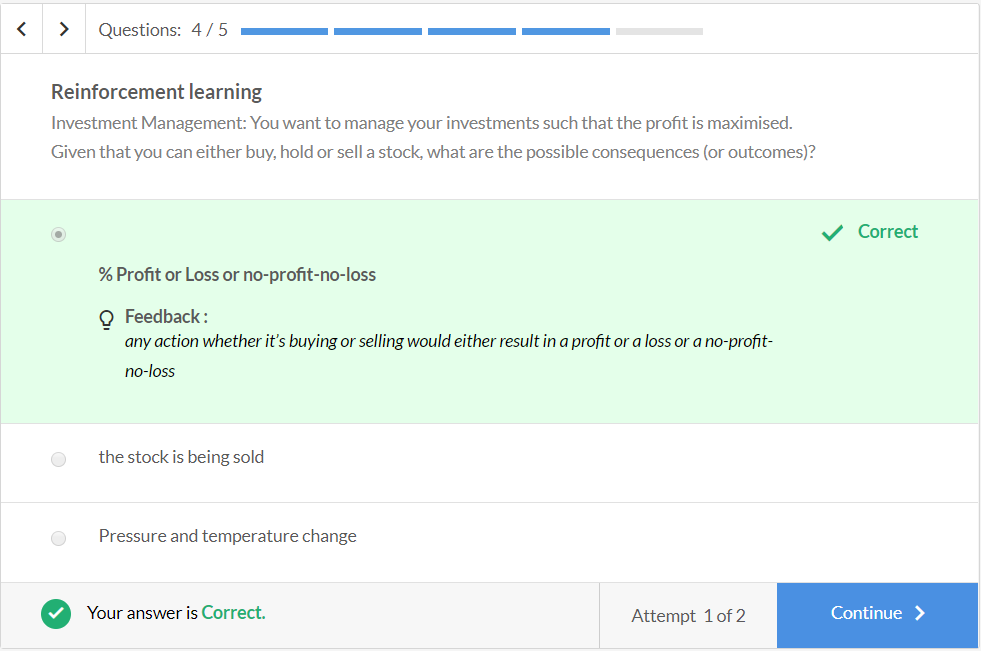 Questions: 4 / 5
Reinforcement learning
Investment Management: You want to manage your investments such that the profit is maximised.
Given that you can either buy, hold or sell a stock, what are the possible consequences (or outcomes)?
Correct
% Profit or Loss or no-profit-no-loss
Feedback :
any action whether it's buying or selling would either result in a profit or a loss or a no-profit-
no-loss
the stock is being sold
Pressure and temperature change
Your answer is Correct.
Attempt 1 of 2
Continue